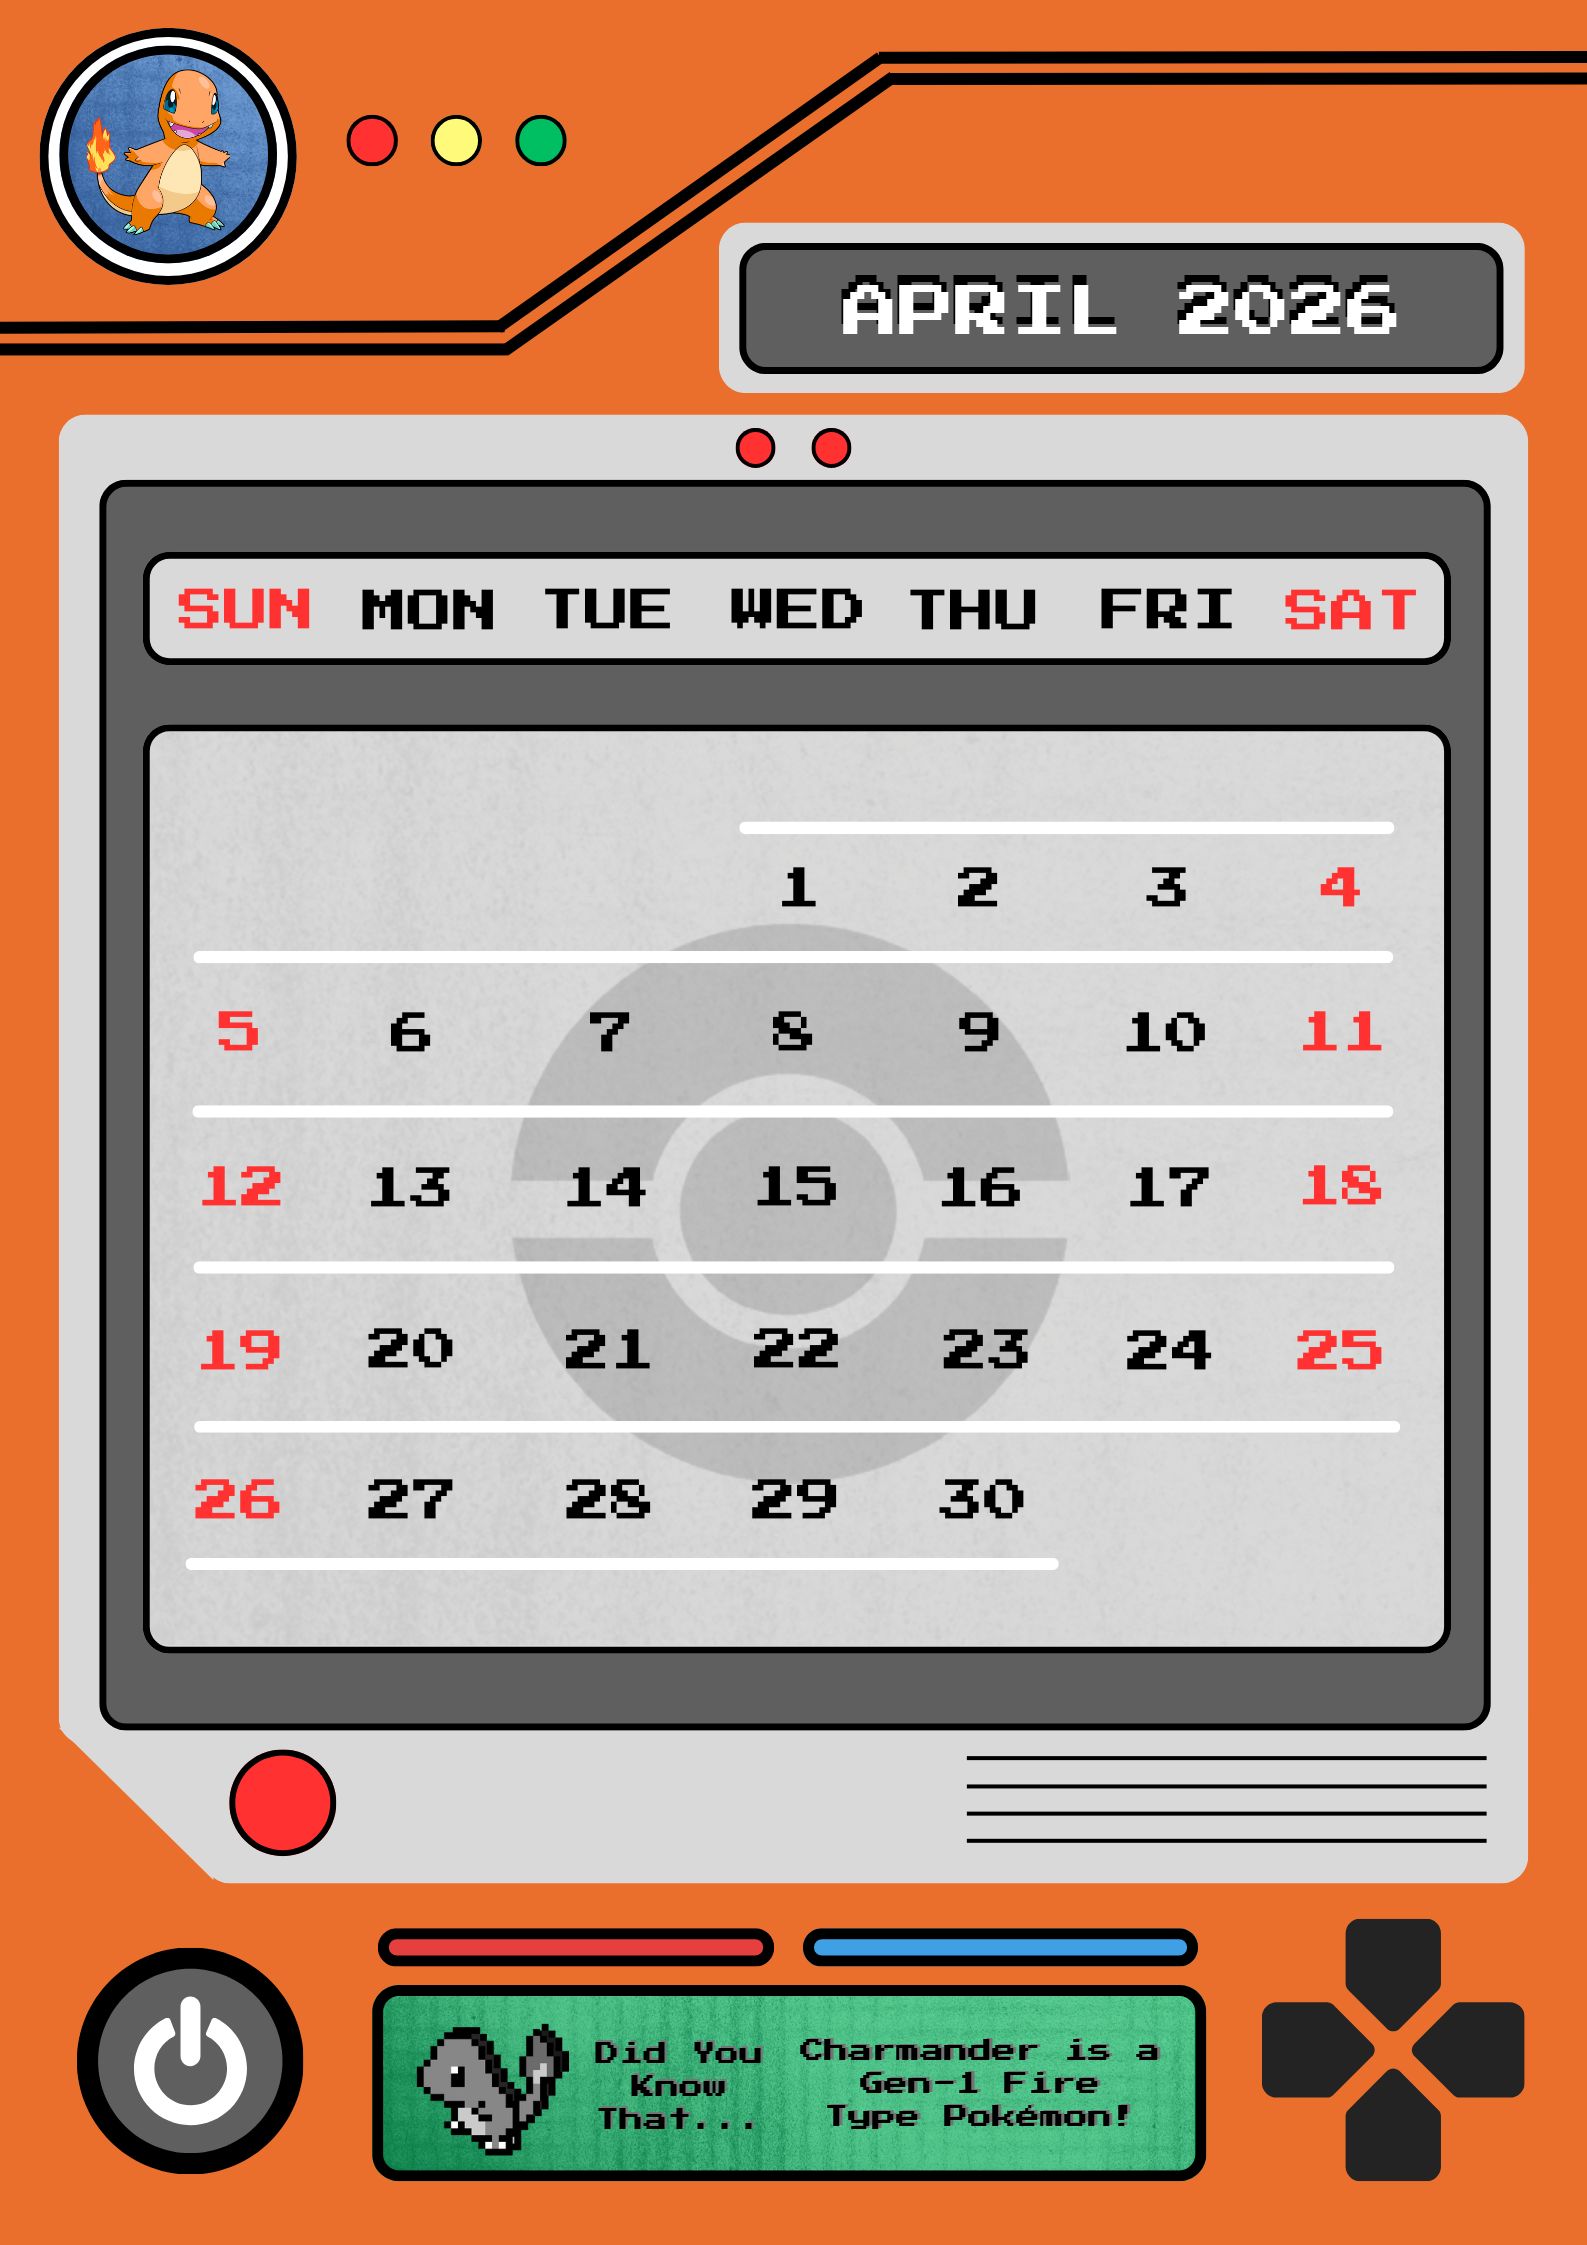 APRIL 2026
SUN MON TUE WED THU FRI SAT
1 2 3 4
5 6 7 8 9 10 11
12 13 14 15 16 17 18
19 20 21 22 23 24 25
26 27 28 29 30
Did You
Know
That...
Charmander is a
Gen-1 Fire
Type Pokémon!